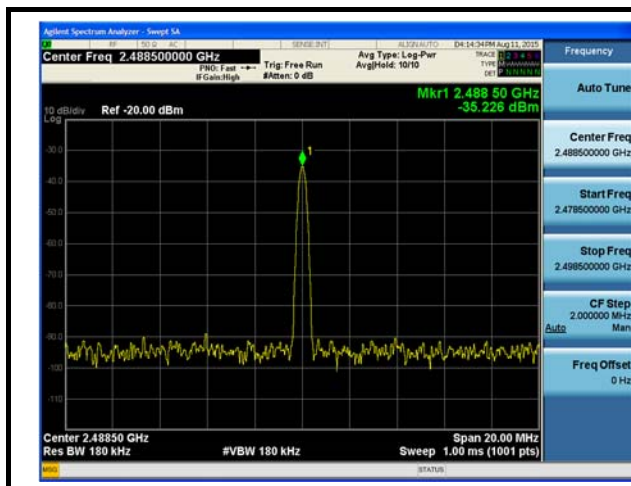 Agilent Spectrum Analyzer - Swept SA
RF 50 Ω AC SENSE:INT ALIGNAUTO 04:14:34 PM Aug 11, 2015
Center Freq 2.488500000 GHz
PNO: Fast
IFGain:High
Trig: Free Run
#Atten: 0 dB
Avg Type: Log-Pwr
Avg|Hold: 10/10
TRACE 1 2 3 4 5 6
TYPE
DET P N N N N N
Frequency
Mkr1 2.488 50 GHz
-35.226 dBm
10 dB/div Ref -20.00 dBm
Log
1
-30.0
-40.0
-50.0
-60.0
-70.0
-80.0
-90.0
-100
-110
Center 2.48850 GHz
Span 20.00 MHz
Res BW 180 kHz
#VBW 180 kHz
Sweep 1.00 ms (1001 pts)
MSG
STATUS
Auto Tune
Center Freq
2.488500000 GHz
Start Freq
2.478500000 GHz
Stop Freq
2.498500000 GHz
CF Step
2.000000 MHz
Auto Man
Freq Offset
0 Hz